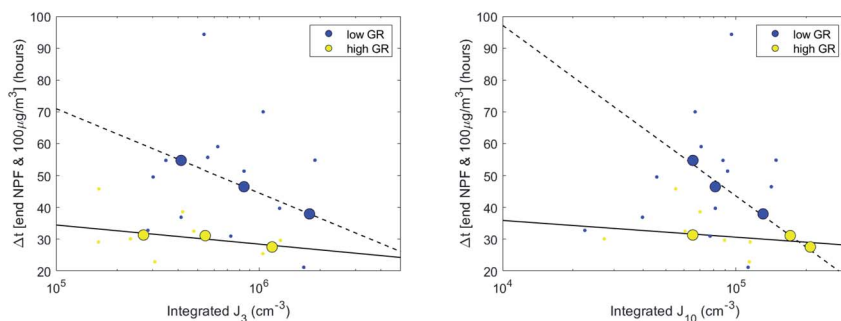 100
90
80
70
60
50
40
30
20
Δt [end NPF & 100μg/m³] (hours)
10⁵
10⁶
Integrated J₃ (cm⁻³)
low GR
high GR
100
90
80
70
60
50
40
30
20
Δt [end NPF & 100μg/m³] (hours)
10⁴
10⁵
Integrated J₁₀ (cm⁻³)
low GR
high GR